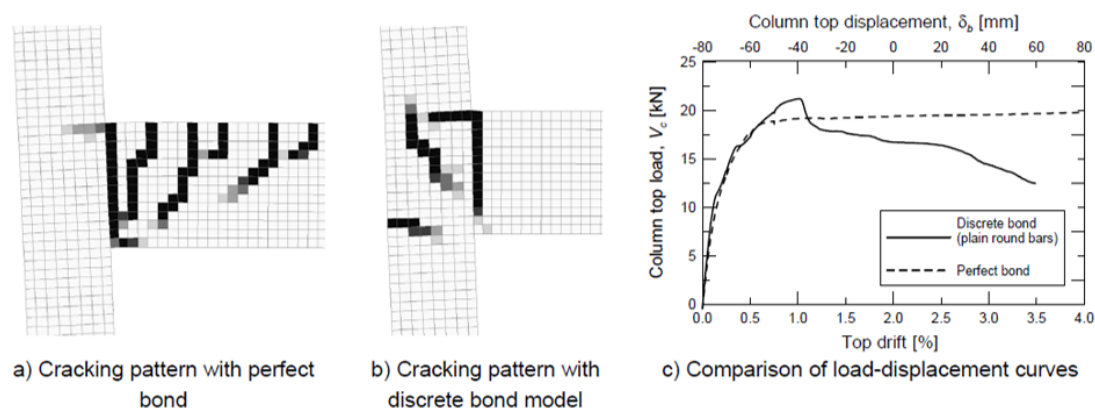 Column top displacement, δb [mm]
-80 -60 -40 -20 0 20 40 60 80
25
20
15
10
5
0
Column top load, Vc [kN]
Discrete bond
(plain round bars)
Perfect bond
0.0 0.5 1.0 1.5 2.0 2.5 3.0 3.5 4.0
Top drift [%]
a) Cracking pattern with perfect
bond
b) Cracking pattern with
discrete bond model
c) Comparison of load-displacement curves